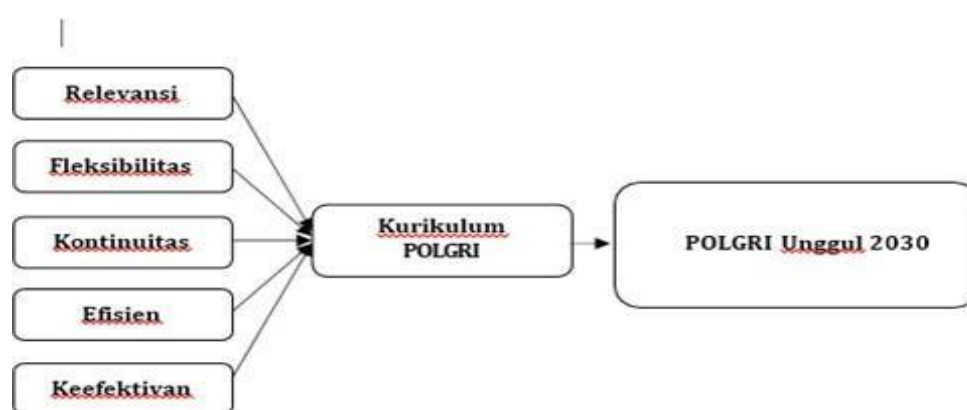 Relevansi
Fleksibilitas
Kontinuitas
Efisien
Keefektivan
Kurikulum
POLGRI
POLGRI Unggul 2030